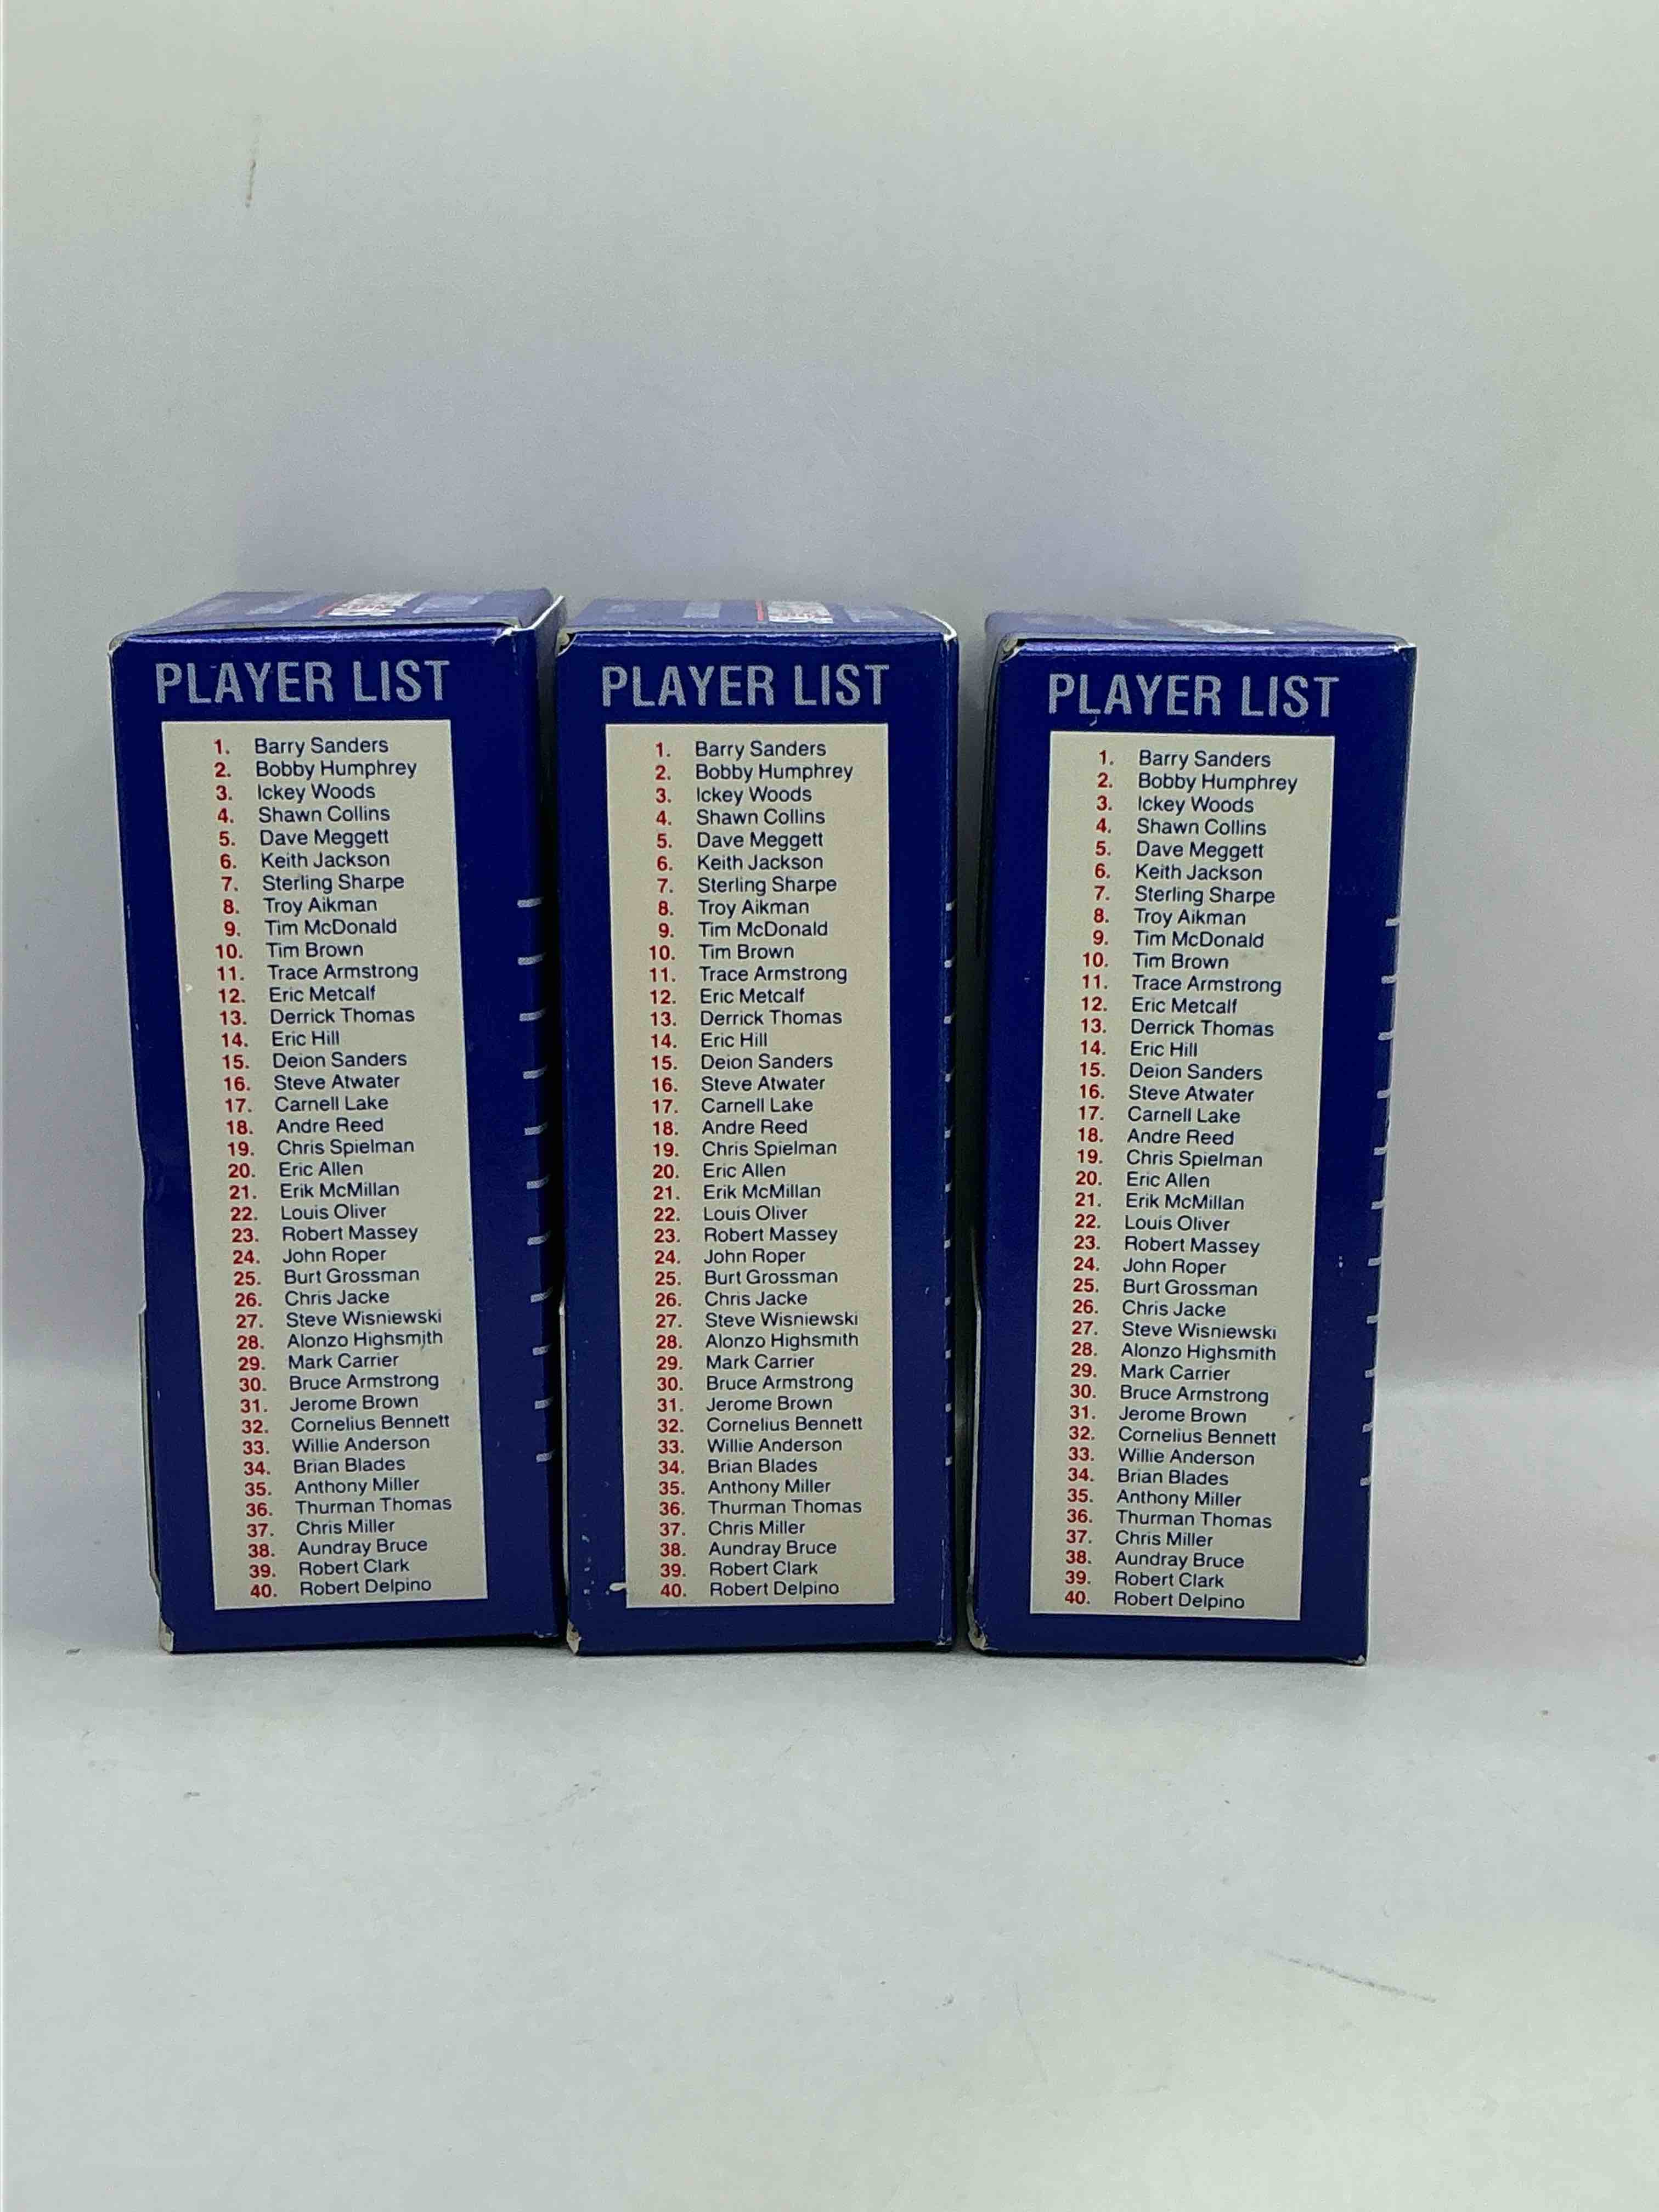 PLAYER LIST
1. Barry Sanders
2. Bobby Humphrey
3. Ickey Woods
4. Shawn Collins
5. Dave Meggett
6. Keith Jackson
7. Sterling Sharpe
8. Troy Aikman
9. Tim McDonald
10. Tim Brown
11. Trace Armstrong
12. Eric Metcalf
13. Derrick Thomas
14. Eric Hill
15. Deion Sanders
16. Steve Atwater
17. Carnell Lake
18. Andre Reed
19. Chris Spielman
20. Eric Allen
21. Erik McMillan
22. Louis Oliver
23. Robert Massey
24. John Roper
25. Burt Grossman
26. Chris Jacke
27. Steve Wisniewski
28. Alonzo Highsmith
29. Mark Carrier
30. Bruce Armstrong
31. Jerome Brown
32. Cornelius Bennett
33. Willie Anderson
34. Brian Blades
35. Anthony Miller
36. Thurman Thomas
37. Chris Miller
38. Aundray Bruce
39. Robert Clark
40. Robert Delpino
PLAYER LIST
1. Barry Sanders
2. Bobby Humphrey
3. Ickey Woods
4. Shawn Collins
5. Dave Meggett
6. Keith Jackson
7. Sterling Sharpe
8. Troy Aikman
9. Tim McDonald
10. Tim Brown
11. Trace Armstrong
12. Eric Metcalf
13. Derrick Thomas
14. Eric Hill
15. Deion Sanders
16. Steve Atwater
17. Carnell Lake
18. Andre Reed
19. Chris Spielman
20. Eric Allen
21. Erik McMillan
22. Louis Oliver
23. Robert Massey
24. John Roper
25. Burt Grossman
26. Chris Jacke
27. Steve Wisniewski
28. Alonzo Highsmith
29. Mark Carrier
30. Bruce Armstrong
31. Jerome Brown
32. Cornelius Bennett
33. Willie Anderson
34. Brian Blades
35. Anthony Miller
36. Thurman Thomas
37. Chris Miller
38. Aundray Bruce
39. Robert Clark
40. Robert Delpino
PLAYER LIST
1. Barry Sanders
2. Bobby Humphrey
3. Ickey Woods
4. Shawn Collins
5. Dave Meggett
6. Keith Jackson
7. Sterling Sharpe
8. Troy Aikman
9. Tim McDonald
10. Tim Brown
11. Trace Armstrong
12. Eric Metcalf
13. Derrick Thomas
14. Eric Hill
15. Deion Sanders
16. Steve Atwater
17. Carnell Lake
18. Andre Reed
19. Chris Spielman
20. Eric Allen
21. Erik McMillan
22. Louis Oliver
23. Robert Massey
24. John Roper
25. Burt Grossman
26. Chris Jacke
27. Steve Wisniewski
28. Alonzo Highsmith
29. Mark Carrier
30. Bruce Armstrong
31. Jerome Brown
32. Cornelius Bennett
33. Willie Anderson
34. Brian Blades
35. Anthony Miller
36. Thurman Thomas
37. Chris Miller
38. Aundray Bruce
39. Robert Clark
40. Robert Delpino